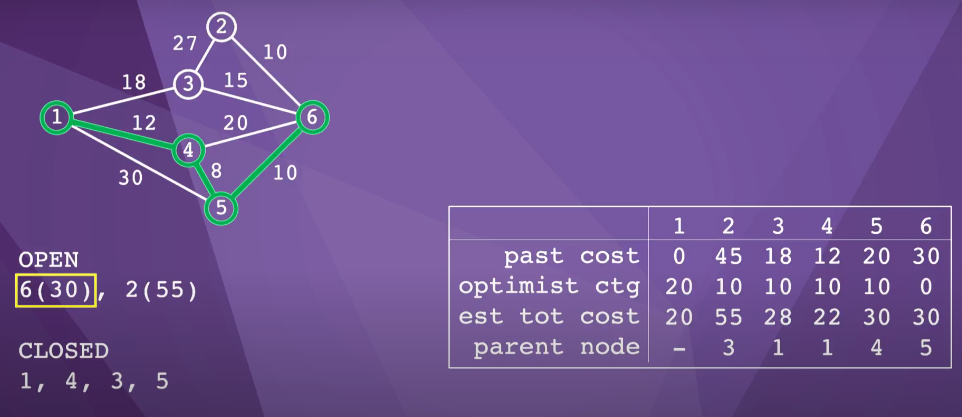 2
27
10
3
18
15
1
6
12
20
4
8
10
30
5
OPEN
6(30), 2(55)
CLOSED
1, 4, 3, 5
1 2 3 4 5 6
past cost 0 45 18 12 20 30
optimist ctg 20 10 10 10 10 0
est tot cost 20 55 28 22 30 30
parent node – 3 1 1 4 5